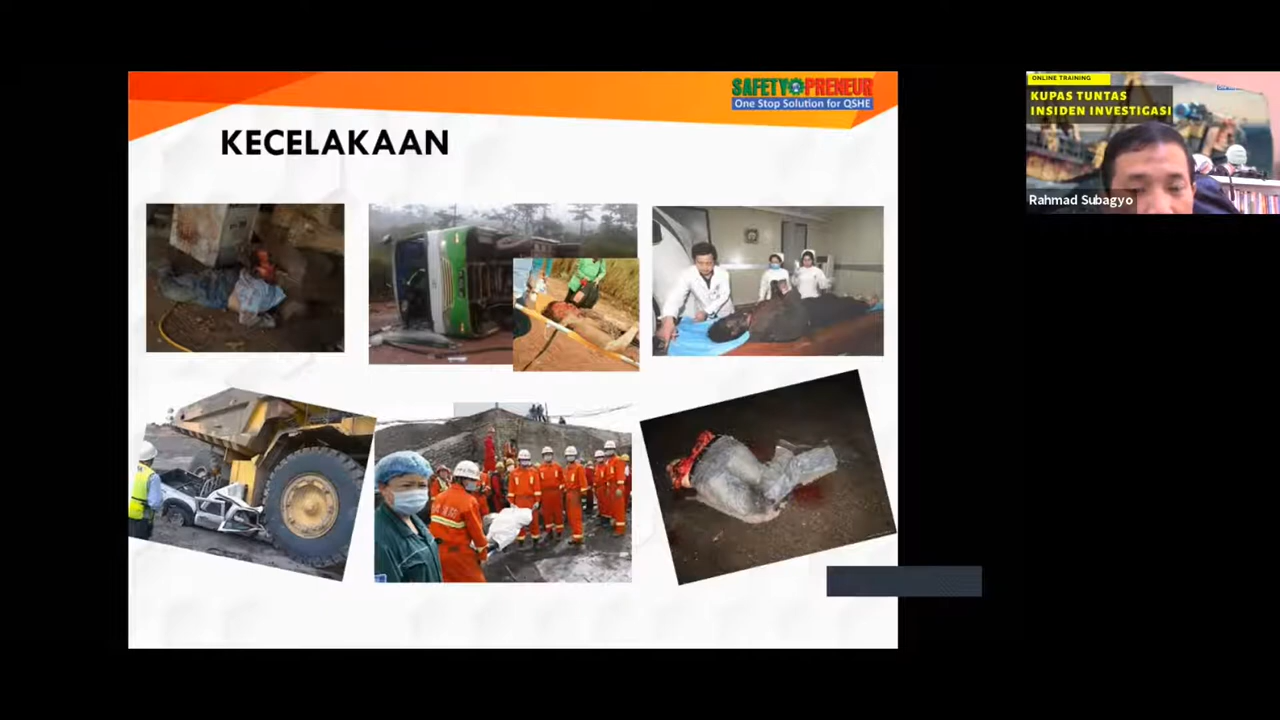 SAFETYPRENEUR
One Stop Solution for QSHE
KECELAKAAN
ONLINE TRAINING
KUPAS TUNTAS
INSIDEN INVESTIGASI
Rahmad Subagyo